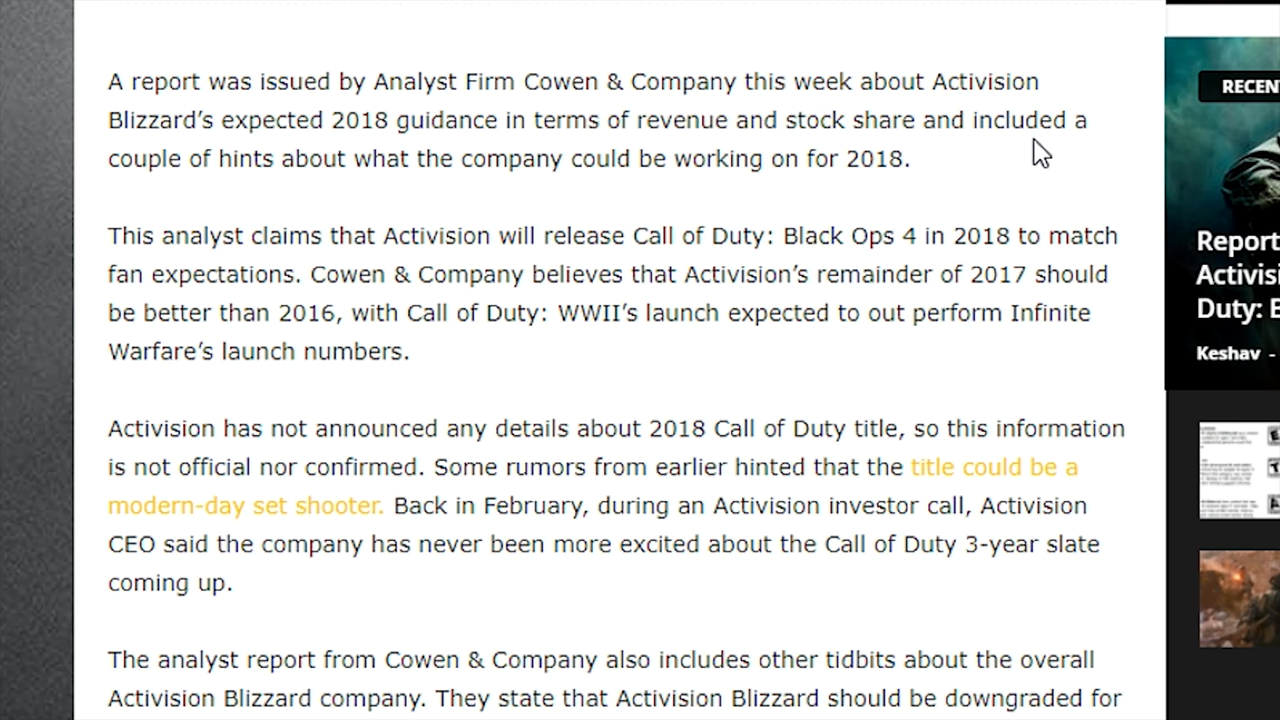 A report was issued by Analyst Firm Cowen & Company this week about Activision
Blizzard's expected 2018 guidance in terms of revenue and stock share and included a
couple of hints about what the company could be working on for 2018.
This analyst claims that Activision will release Call of Duty: Black Ops 4 in 2018 to match
fan expectations. Cowen & Company believes that Activision's remainder of 2017 should
be better than 2016, with Call of Duty: WWII's launch expected to out perform Infinite
Warfare's launch numbers.
Activision has not announced any details about 2018 Call of Duty title, so this information
is not official nor confirmed. Some rumors from earlier hinted that the title could be a
modern-day set shooter. Back in February, during an Activision investor call, Activision
CEO said the company has never been more excited about the Call of Duty 3-year slate
coming up.
The analyst report from Cowen & Company also includes other tidbits about the overall
Activision Blizzard company. They state that Activision Blizzard should be downgraded for
RECEN
Report
Activisi
Duty: B
Keshav -